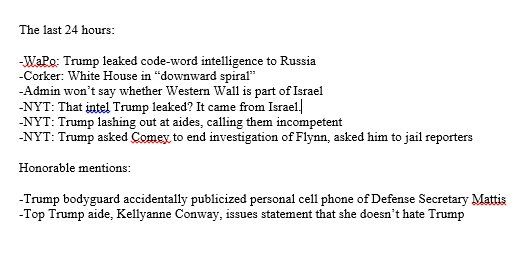 The last 24 hours:
-WaPo: Trump leaked code-word intelligence to Russia
-Corker: White House in “downward spiral”
-Admin won’t say whether Western Wall is part of Israel
-NYT: That intel Trump leaked? It came from Israel.
-NYT: Trump lashing out at aides, calling them incompetent
-NYT: Trump asked Comey to end investigation of Flynn, asked him to jail reporters
Honorable mentions:
-Trump bodyguard accidentally publicized personal cell phone of Defense Secretary Mattis
-Top Trump aide, Kellyanne Conway, issues statement that she doesn’t hate Trump